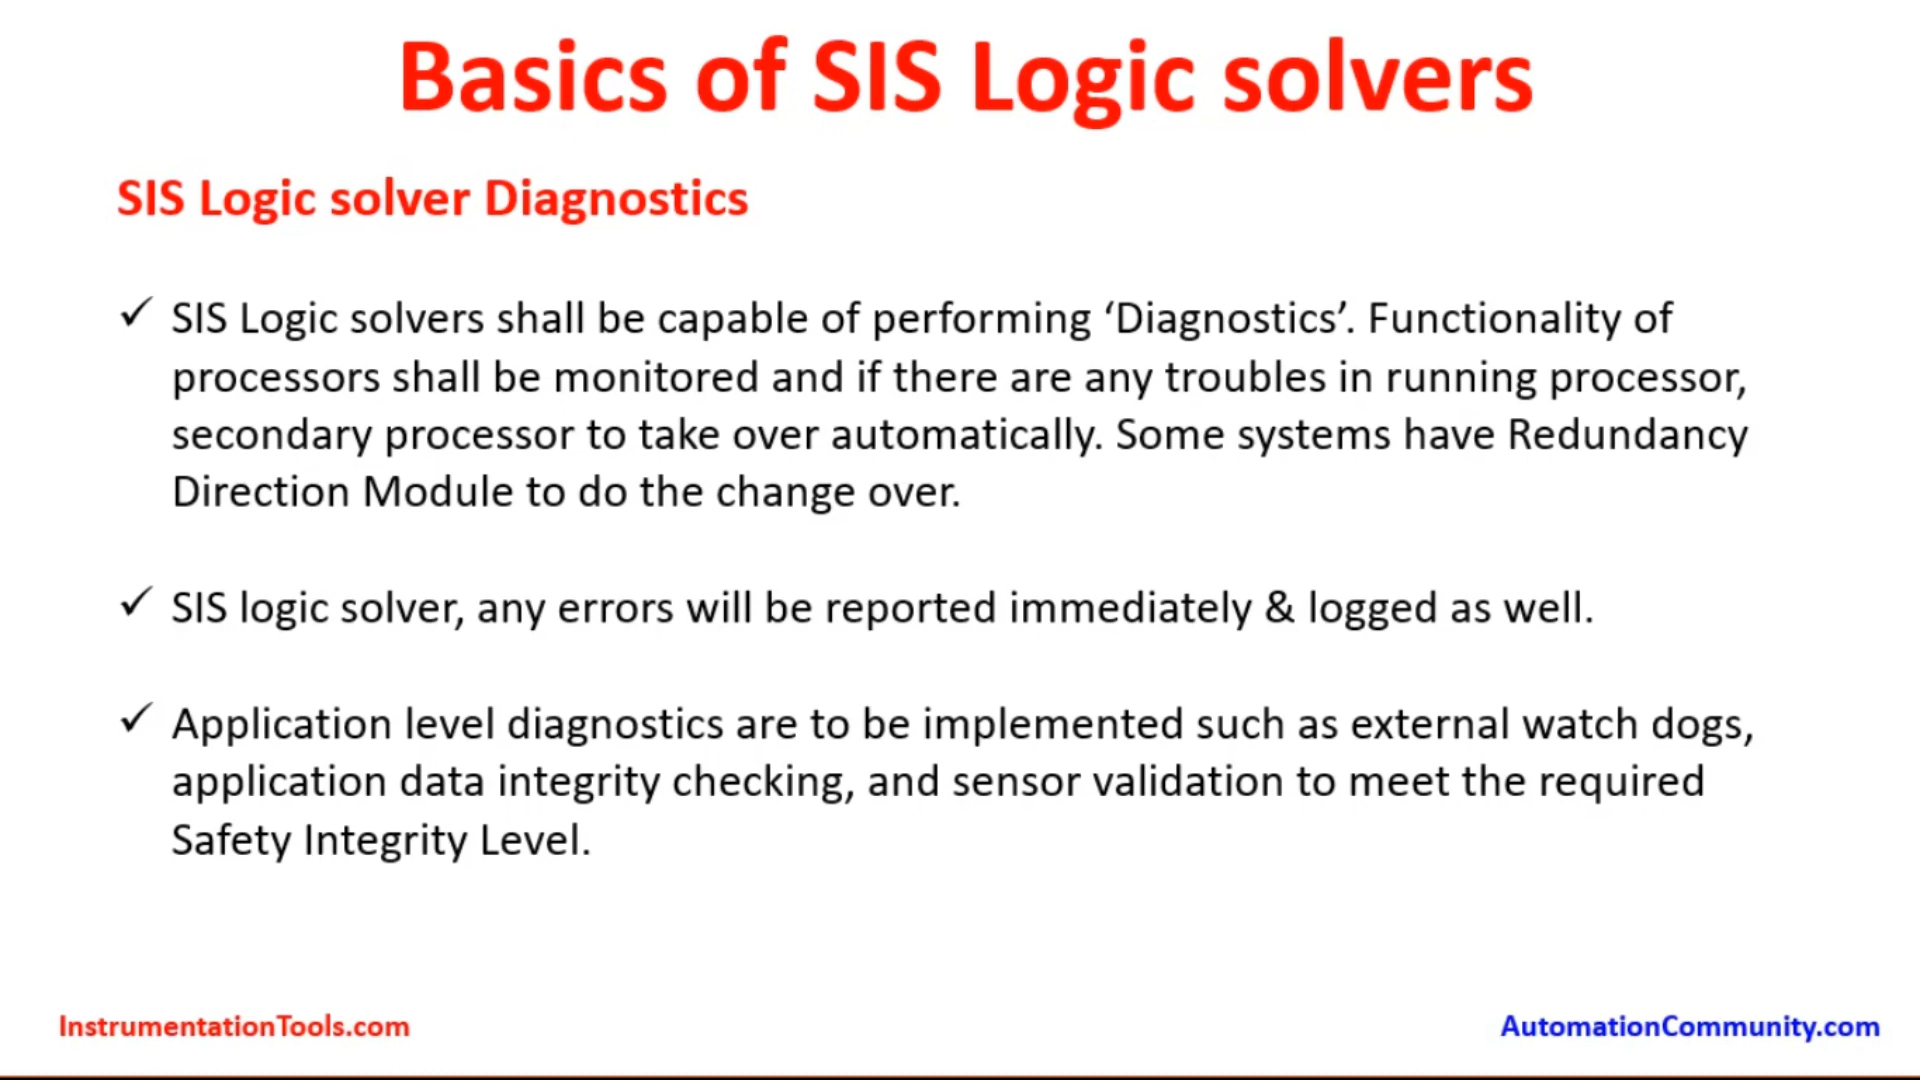 Basics of SIS Logic solvers
SIS Logic solver Diagnostics
✓ SIS Logic solvers shall be capable of performing ‘Diagnostics’. Functionality of
processors shall be monitored and if there are any troubles in running processor,
secondary processor to take over automatically. Some systems have Redundancy
Direction Module to do the change over.
✓ SIS logic solver, any errors will be reported immediately & logged as well.
✓ Application level diagnostics are to be implemented such as external watch dogs,
application data integrity checking, and sensor validation to meet the required
Safety Integrity Level.
InstrumentationTools.com
AutomationCommunity.com